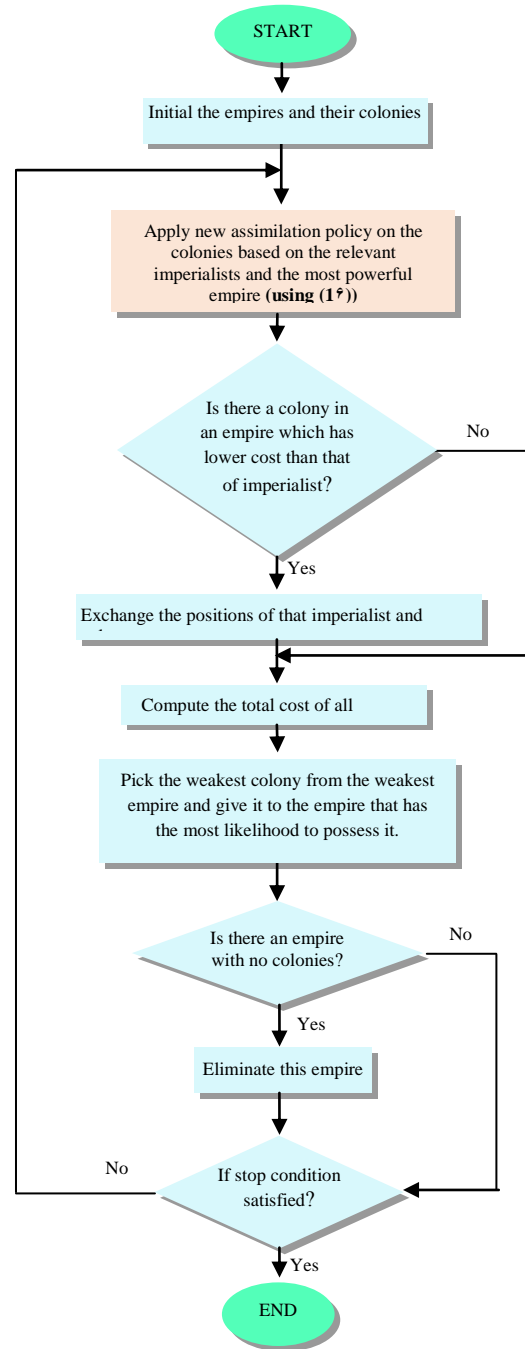 START
Initial the empires and their colonies
Apply new assimilation policy on the
colonies based on the relevant
imperialists and the most powerful
empire (using (1۶))
Is there a colony in
an empire which has
lower cost than that
of imperialist?
No
Yes
Exchange the positions of that imperialist and
Compute the total cost of all
Pick the weakest colony from the weakest
empire and give it to the empire that has
the most likelihood to possess it.
Is there an empire
with no colonies?
No
Yes
Eliminate this empire
If stop condition
satisfied?
No
Yes
END